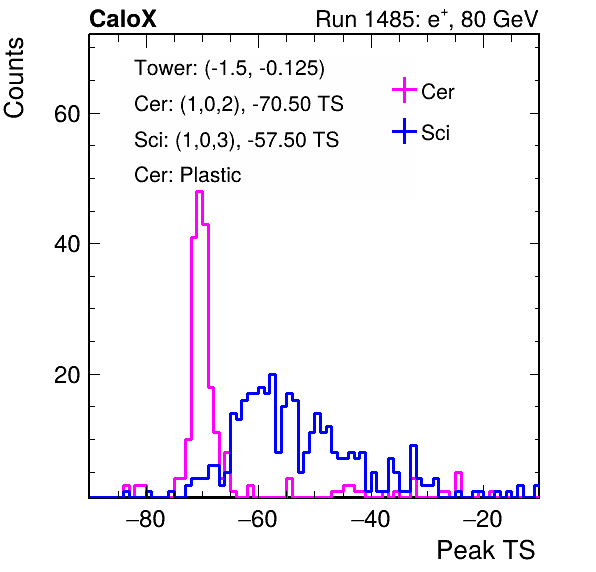 CaloX Run 1485: e⁺, 80 GeV
Counts
Tower: (-1.5, -0.125)
Cer: (1,0,2), -70.50 TS
Sci: (1,0,3), -57.50 TS
Cer: Plastic
Cer
Sci
60
40
20
−80 −60 −40 −20
Peak TS